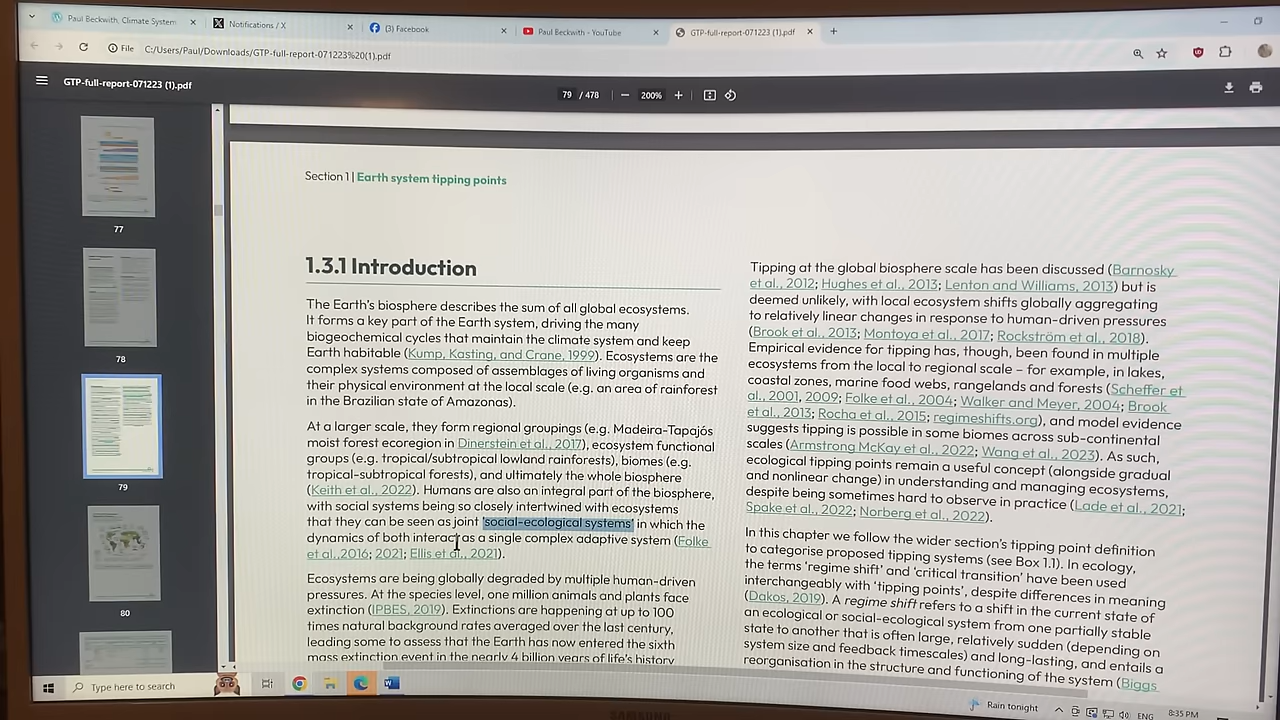 Paul Beckwith, Climate System
Notifications / X
(3) Facebook
Paul Beckwith - YouTube
GTP-full-report-071223 (1).pdf
File
C:/Users/Paul/Downloads/GTP-full-report-071223%20(1).pdf
GTP-full-report-071223 (1).pdf
79 / 478
200%
77
78
79
80
Section 1 | Earth system tipping points
1.3.1 Introduction
The Earth's biosphere describes the sum of all global ecosystems.
It forms a key part of the Earth system, driving the many
biogeochemical cycles that maintain the climate system and keep
Earth habitable (Kump, Kasting, and Crane, 1999). Ecosystems are the
complex systems composed of assemblages of living organisms and
their physical environment at the local scale (e.g. an area of rainforest
in the Brazilian state of Amazonas).
At a larger scale, they form regional groupings (e.g. Madeira-Tapajós
moist forest ecoregion in Dinerstein et al., 2017), ecosystem functional
groups (e.g. tropical/subtropical lowland rainforests), biomes (e.g.
tropical-subtropical forests), and ultimately the whole biosphere
(Keith et al., 2022). Humans are also an integral part of the biosphere,
with social systems being so closely intertwined with ecosystems
that they can be seen as joint 'social-ecological systems' in which the
dynamics of both interact as a single complex adaptive system (Folke
et al.,2016; 2021; Ellis et al., 2021).
Ecosystems are being globally degraded by multiple human-driven
pressures. At the species level, one million animals and plants face
extinction (IPBES, 2019). Extinctions are happening at up to 100
times natural background rates averaged over the last century,
leading some to assess that the Earth has now entered the sixth
mass extinction event in the nearly 4 billion years of life's history
Tipping at the global biosphere scale has been discussed (Barnosky
et al., 2012; Hughes et al., 2013; Lenton and Williams, 2013) but is
deemed unlikely, with local ecosystem shifts globally aggregating
to relatively linear changes in response to human-driven pressures
(Brook et al., 2013; Montoya et al., 2017; Rockström et al., 2018).
Empirical evidence for tipping has, though, been found in multiple
ecosystems from the local to regional scale – for example, in lakes,
coastal zones, marine food webs, rangelands and forests (Scheffer et
al., 2001, 2009; Folke et al., 2004; Walker and Meyer, 2004; Brook
et al., 2013; Rocha et al., 2015; regimeshifts.org), and model evidence
suggests tipping is possible in some biomes across sub-continental
scales (Armstrong McKay et al., 2022; Wang et al., 2023). As such,
ecological tipping points remain a useful concept (alongside gradual
and nonlinear change) in understanding and managing ecosystems,
despite being sometimes hard to observe in practice (Lade et al., 2021;
Spake et al., 2022; Norberg et al., 2022).
In this chapter we follow the wider section's tipping point definition
to categorise proposed tipping systems (see Box 1.1). In ecology,
the terms 'regime shift' and 'critical transition' have been used
interchangeably with 'tipping points', despite differences in meaning
(Dakos, 2019). A regime shift refers to a shift in the current state of
an ecological or social-ecological system from one partially stable
state to another that is often large, relatively sudden (depending on
system size and feedback timescales) and long-lasting, and entails a
reorganisation in the structure and functioning of the system (Biggs
Type here to search
Rain tonight
ENG
8:35 PM
SAMSUNG